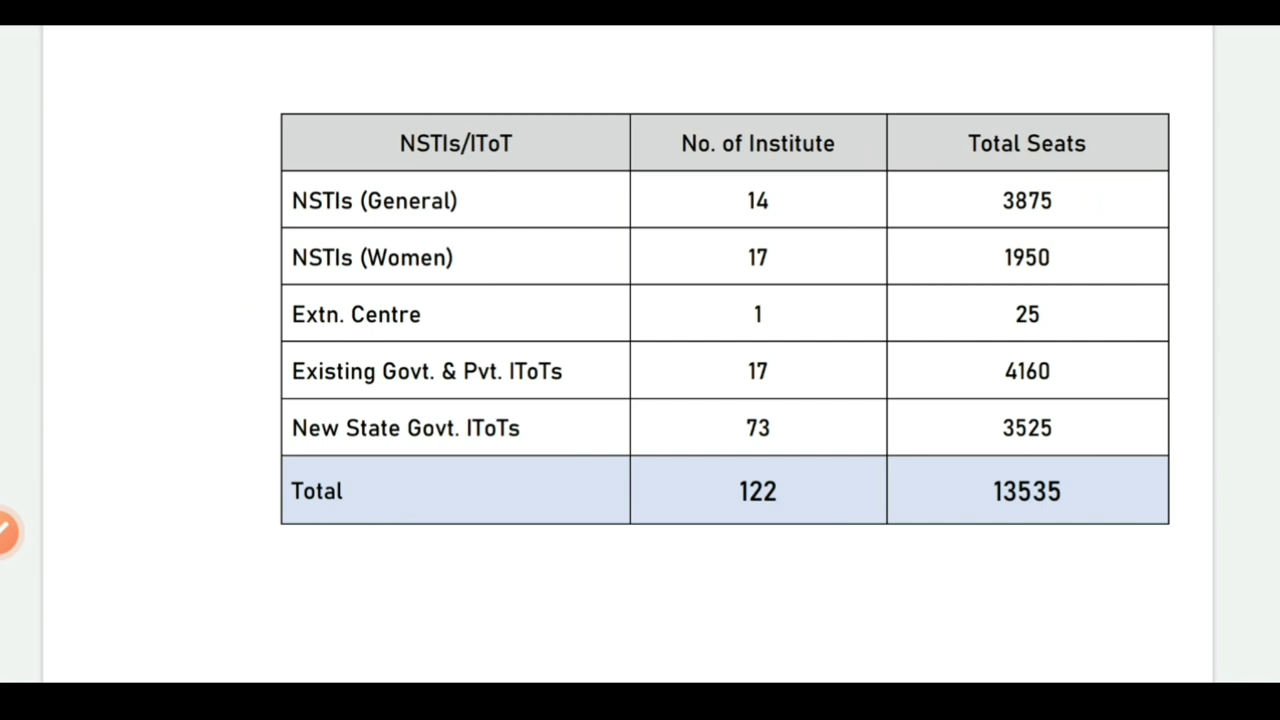 NSTIs/IToT No. of Institute Total Seats
NSTIs (General) 14 3875
NSTIs (Women) 17 1950
Extn. Centre 1 25
Existing Govt. & Pvt. IToTs 17 4160
New State Govt. IToTs 73 3525
Total 122 13535